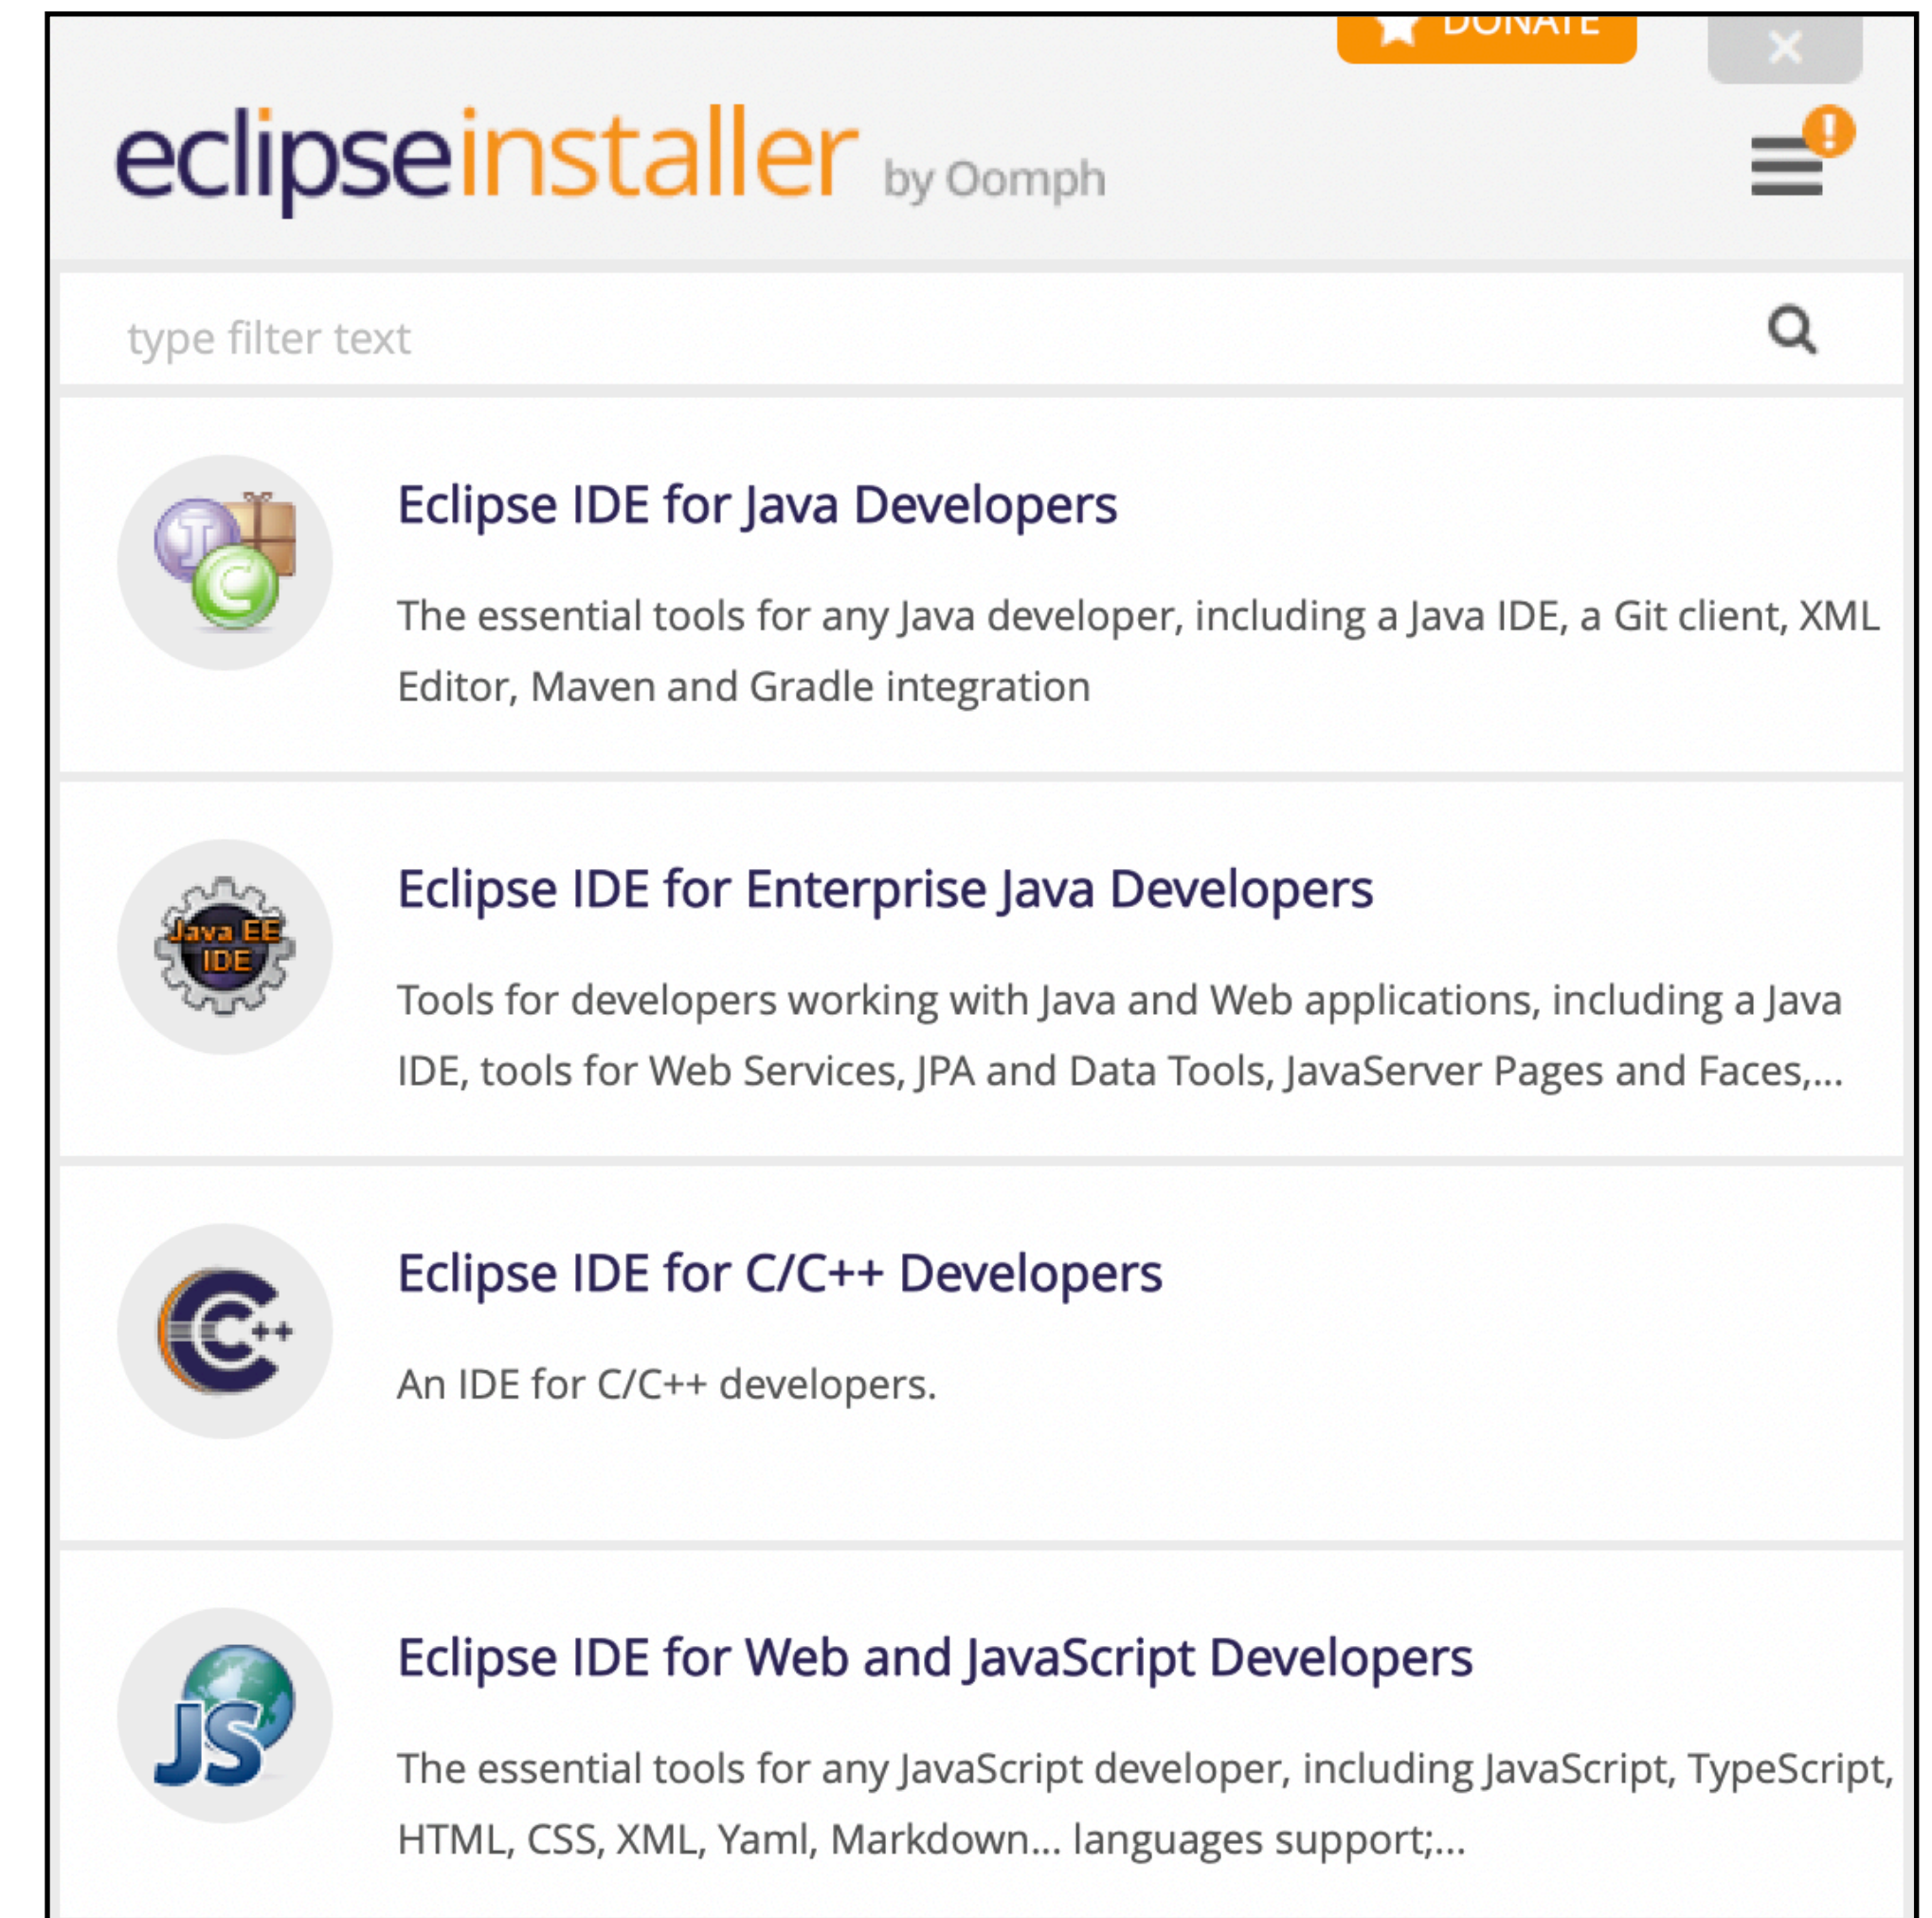 DONATE
eclipseinstaller by Oomph
type filter text
Eclipse IDE for Java Developers
The essential tools for any Java developer, including a Java IDE, a Git client, XML
Editor, Maven and Gradle integration
Java EE
IDE
Eclipse IDE for Enterprise Java Developers
Tools for developers working with Java and Web applications, including a Java
IDE, tools for Web Services, JPA and Data Tools, JavaServer Pages and Faces,...
C++
Eclipse IDE for C/C++ Developers
An IDE for C/C++ developers.
JS
Eclipse IDE for Web and JavaScript Developers
The essential tools for any JavaScript developer, including JavaScript, TypeScript,
HTML, CSS, XML, Yaml, Markdown... languages support;...